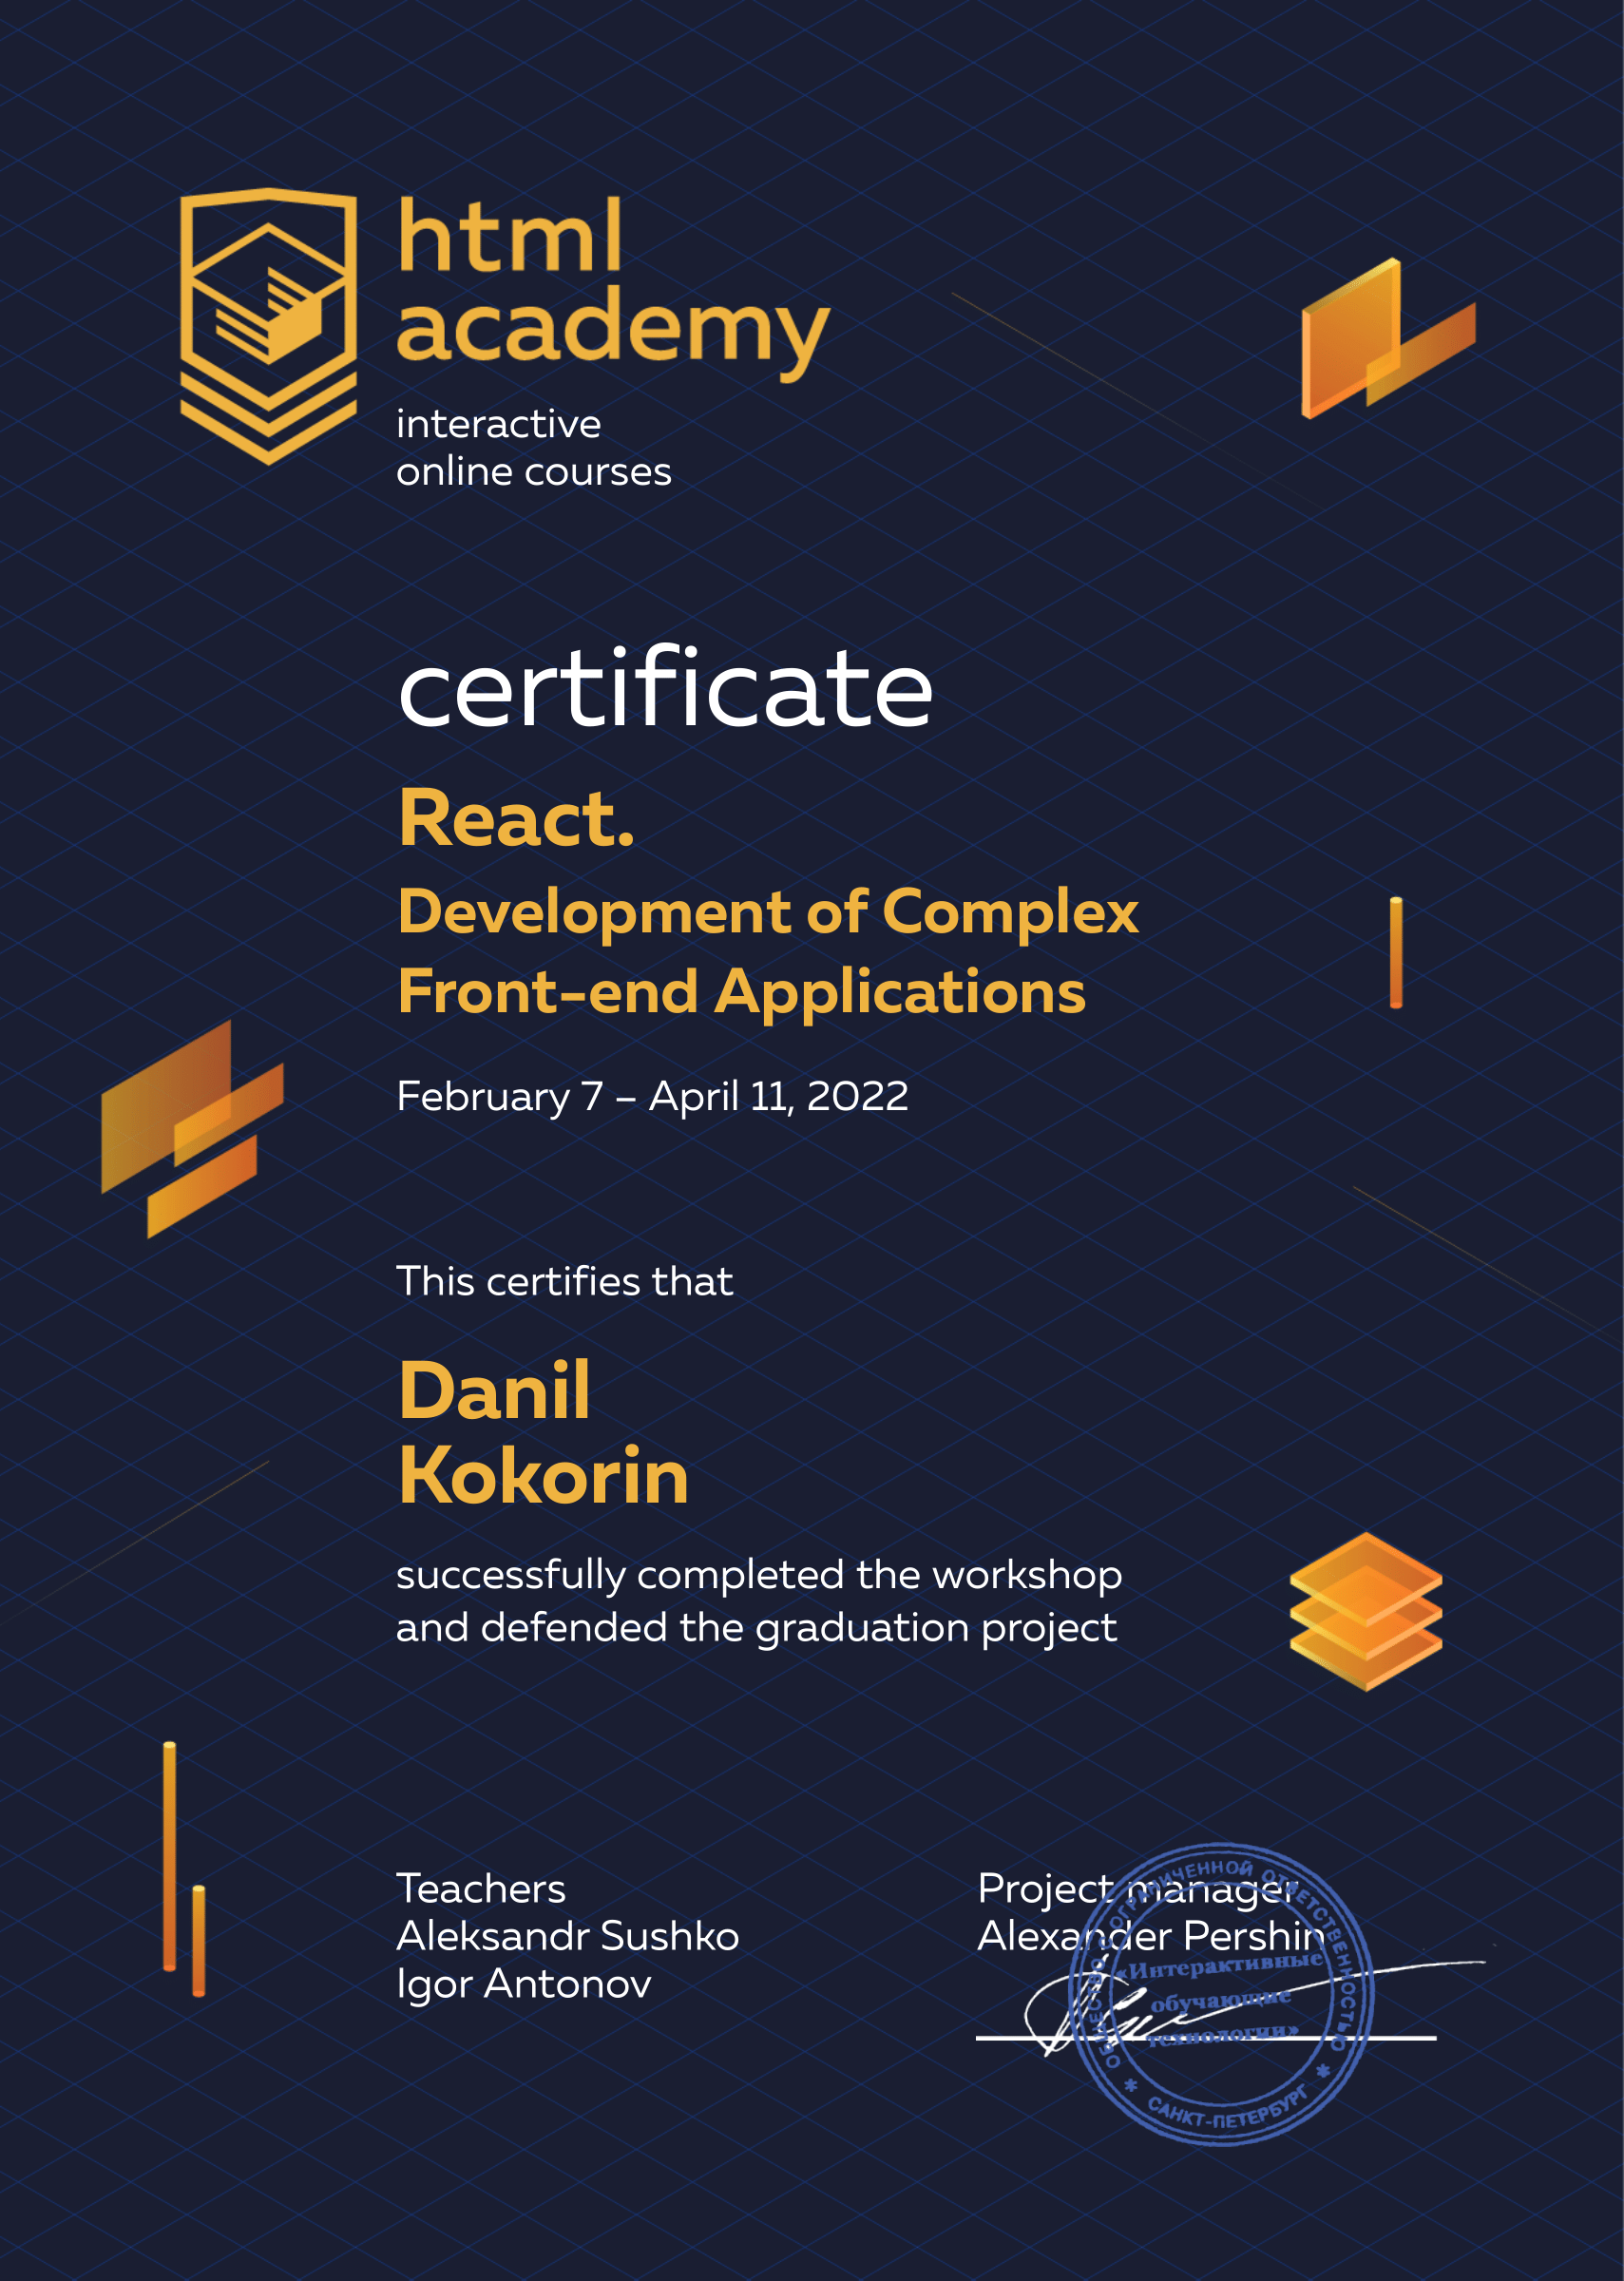 html
academy
interactive
online courses
certificate
React.
Development of Complex
Front-end Applications
February 7 – April 11, 2022
This certifies that
Danil
Kokorin
successfully completed the workshop
and defended the graduation project
Teachers
Aleksandr Sushko
Igor Antonov
Project manager
Alexander Pershin
ОБЩЕСТВО С ОГРАНИЧЕННОЙ ОТВЕТСТВЕННОСТЬЮ
«Интерактивные
обучающие
технологии»
* САНКТ-ПЕТЕРБУРГ *